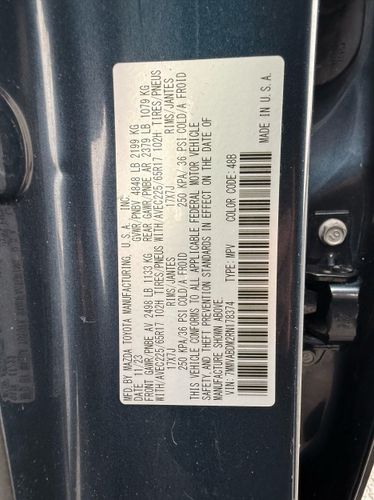 MFD.BY MAZDA TOYOTA MANUFACTURING, U.S.A., INC.
DATE: 11/23 GVWR/PNBV 4848 LB 2199 KG
FRONT GAWR/PNBE AV 2498 LB 1133 KG REAR GAWR/PNBE AR 2379 LB 1079 KG
WITH/AVEC225/65R17 102H TIRES/PNEUS WITH/AVEC225/65R17 102H TIRES/PNEUS
17X7J RIMS/JANTES 17X7J RIMS/JANTES
250 KPA/36 PSI COLD/A FROID 250 KPA/36 PSI COLD/A FROID
THIS VEHICLE CONFORMS TO ALL APPLICABLE FEDERAL MOTOR VEHICLE
SAFETY AND THEFT PREVENTION STANDARDS IN EFFECT ON THE DATE OF
MANUFACTURE SHOWN ABOVE.
VIN: 7MMVABDM2RN178374 TYPE: MPV COLOR CODE: 48B MADE IN U.S.A.